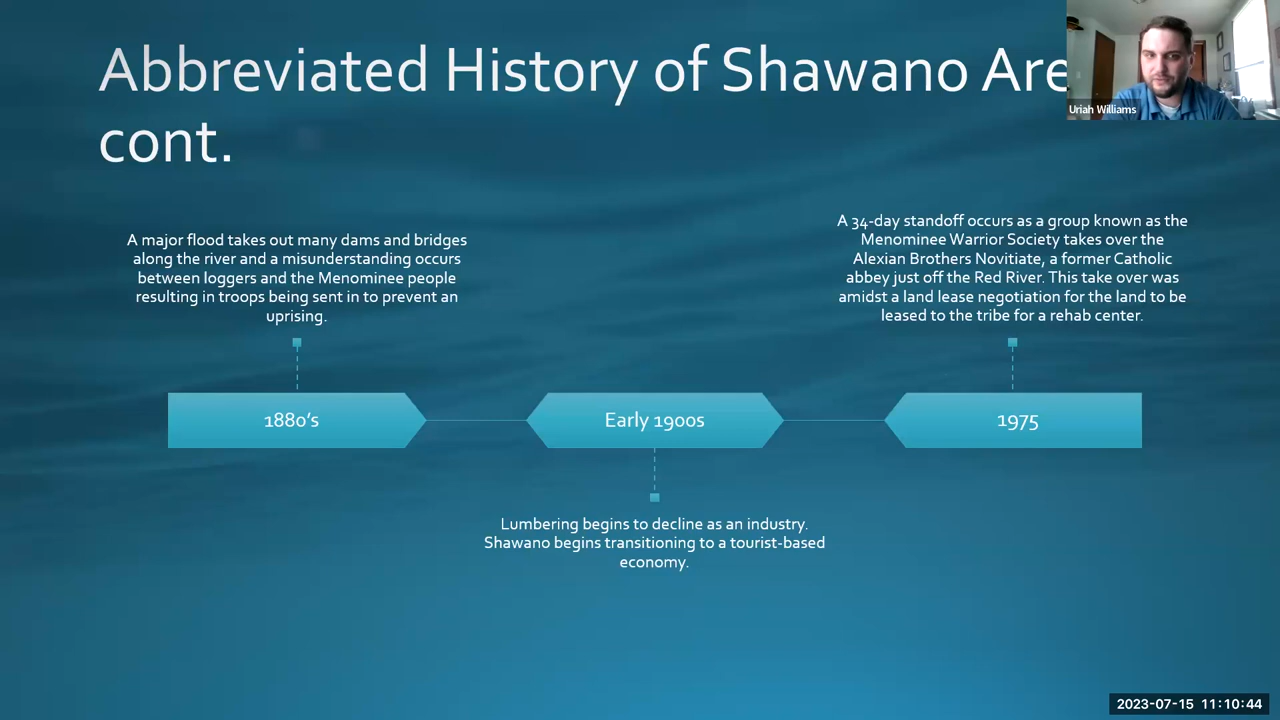 Abbreviated History of Shawano Are
cont.
Uriah Williams
A major flood takes out many dams and bridges
along the river and a misunderstanding occurs
between loggers and the Menominee people
resulting in troops being sent in to prevent an
uprising.
A 34-day standoff occurs as a group known as the
Menominee Warrior Society takes over the
Alexian Brothers Novitiate, a former Catholic
abbey just off the Red River. This take over was
amidst a land lease negotiation for the land to be
leased to the tribe for a rehab center.
1880's
Early 1900s
1975
Lumbering begins to decline as an industry.
Shawano begins transitioning to a tourist-based
economy.
2023-07-15 11:10:44